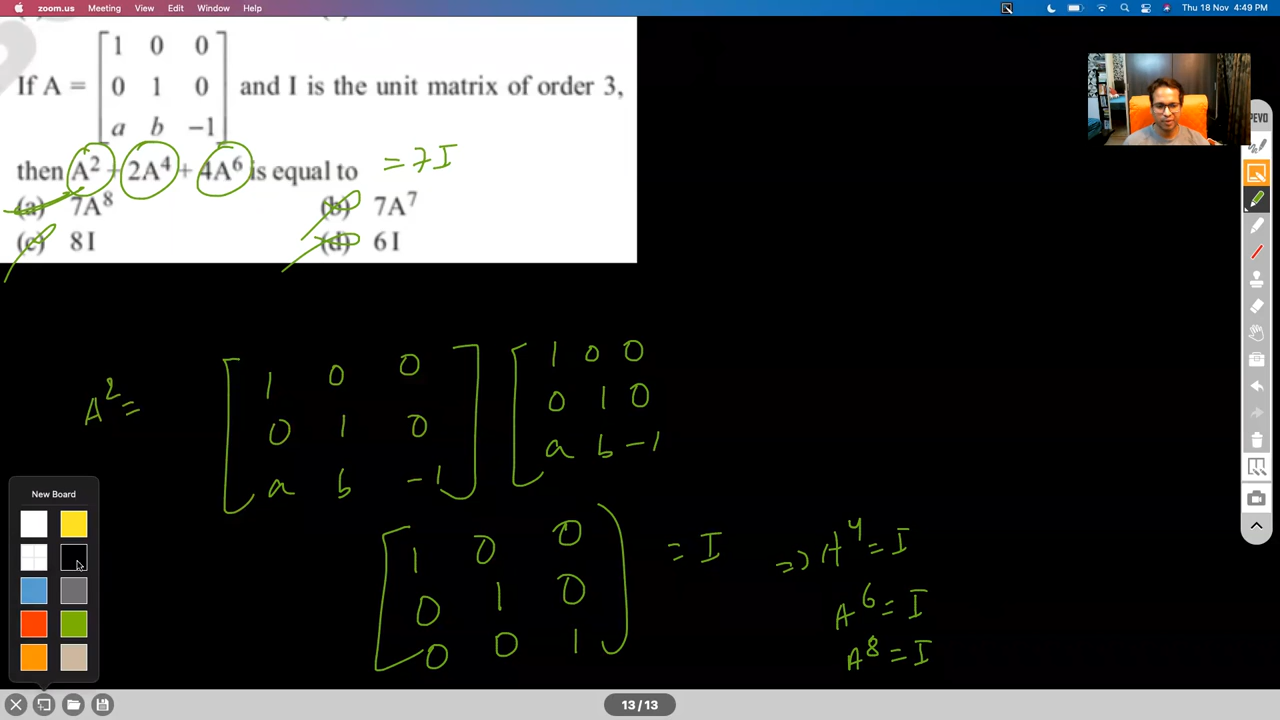 zoom.us Meeting View Edit Window Help Thu 18 Nov 4:49 PM
1 0 0
If A = 0 1 0 and I is the unit matrix of order 3,
a b −1
then A² + 2A⁴ + 4A⁶ is equal to = 7I
(a) 7A⁸ (b) 7A⁷
(c) 8I (d) 6I
1 0 0 1 0 0
A² = 0 1 0 0 1 0
a b -1 a b -1
1 0 0
0 1 0 = I ⇒ A⁴ = I
0 0 1
A⁶ = I
A⁸ = I
New Board
13 / 13